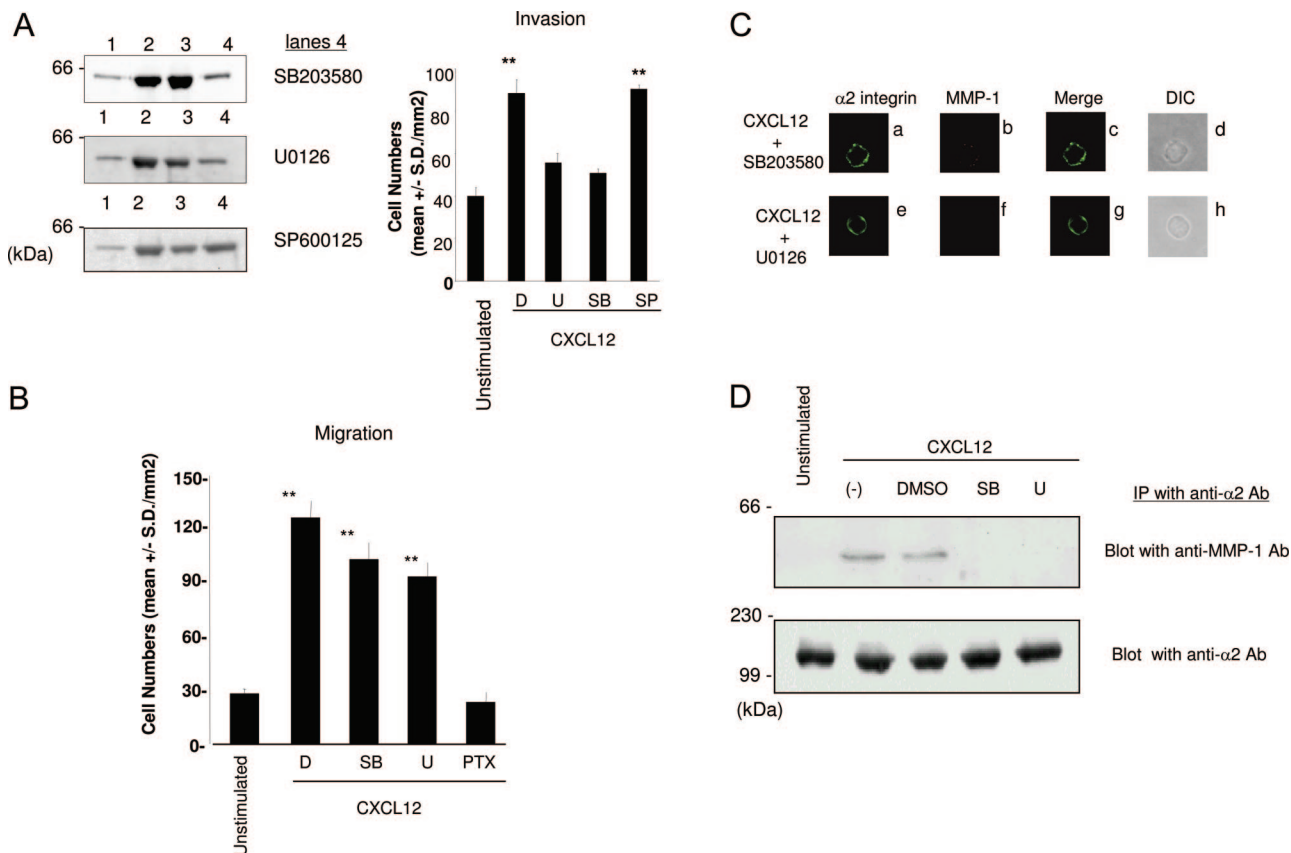 A
1 2 3 4 lanes 4
66
SB203580
1 2 3 4
66
U0126
1 2 3 4
66
(kDa)
SP600125
Invasion
Cell Numbers
(mean +/- S.D./mm2)
100
80
60
40
60
20
0
** **
D U SB SP
Unstimulated
CXCL12
B
Migration
Cell Numbers (mean +/- S.D./mm2)
150-
120-
90-
60-
30-
0-
** ** **
D SB U PTX
Unstimulated
CXCL12
C
α2 integrin MMP-1 Merge DIC
CXCL12
+
SB203580
a b c d
CXCL12
+
U0126
e f g h
D
Unstimulated
CXCL12
(-) DMSO SB U
IP with anti-α2 Ab
66 -
Blot with anti-MMP-1 Ab
230 -
Blot with anti-α2 Ab
99 -
(kDa)